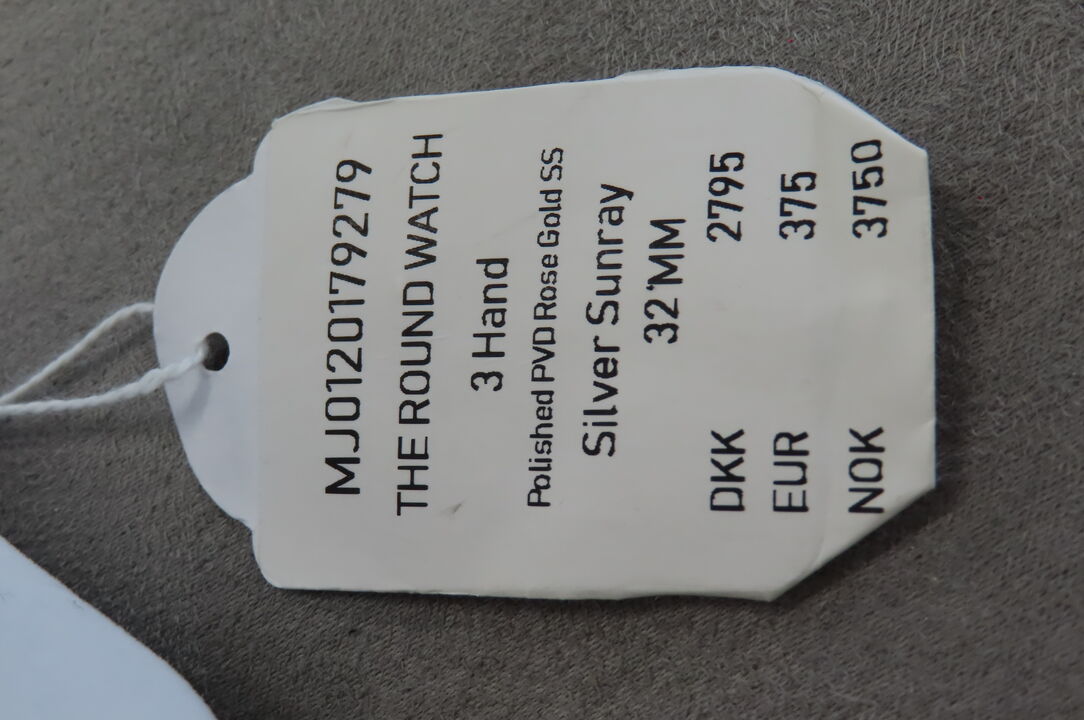 MJ0120179279
THE ROUND WATCH
3 Hand
Polished PVD Rose Gold SS
Silver Sunray
32'MM
DKK 2795
EUR 375
NOK 3750